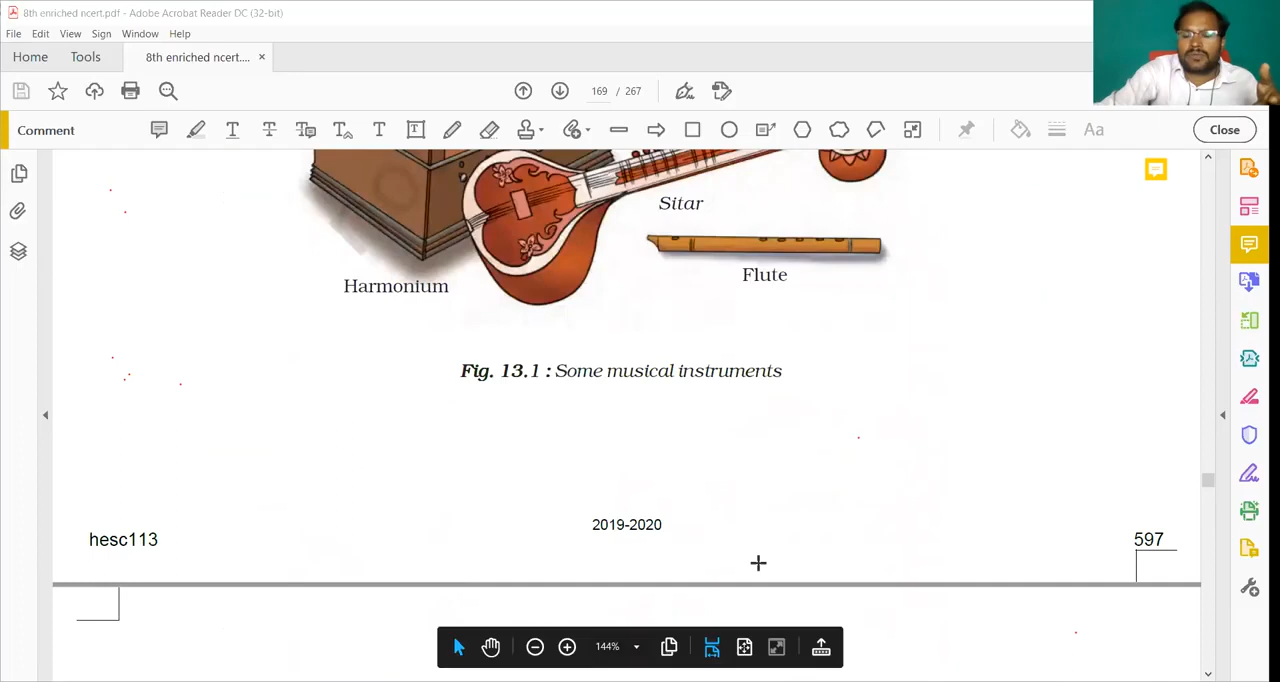 8th enriched ncert.pdf - Adobe Acrobat Reader DC (32-bit)
File Edit View Sign Window Help
Home Tools 8th enriched ncert.... ×
169 / 267
Comment
Aa
Close
Sitar
Flute
Harmonium
Fig. 13.1 : Some musical instruments
2019-2020
hesc113
597
144%